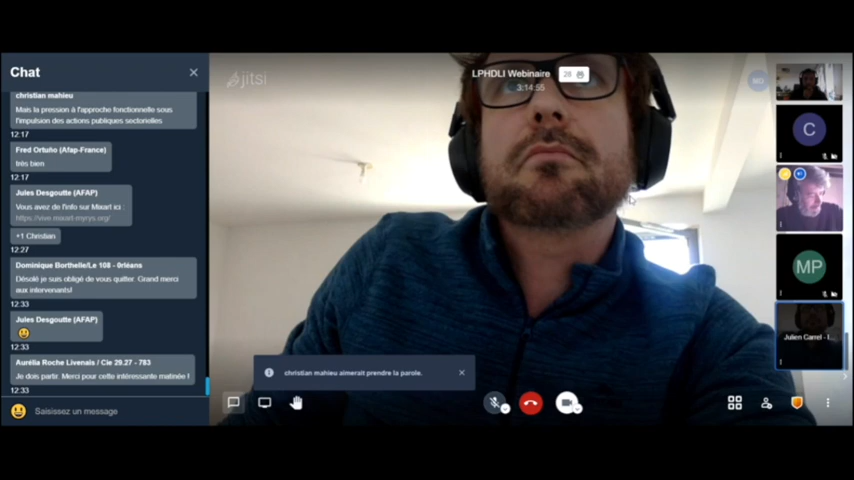 Chat
christian mahieu
Mais la pression à l'approche fonctionnelle sous
l'impulsion des actions publiques sectorielles
12:17
Fred Ortuño (Afap-France)
très bien
12:17
Jules Desgoutte (AFAP)
Vous avez de l'info sur Mixart ici :
https://vive.mixart-myrys.org/
+1 Christian
12:27
Dominique Borthelle/Le 108 - 0rléans
Désolé je suis obligé de vous quitter. Grand merci
aux intervenants!
12:33
Jules Desgoutte (AFAP)
12:33
Aurélia Roche Livenais / Cie 29.27 - 783
Je dois partir. Merci pour cette intéressante matinée !
12:33
Saisissez un message
jitsi
LPHDLI Webinaire
28
3:14:55
MD
christian mahieu aimerait prendre la parole.
C
MP
Julien Carrel - I...